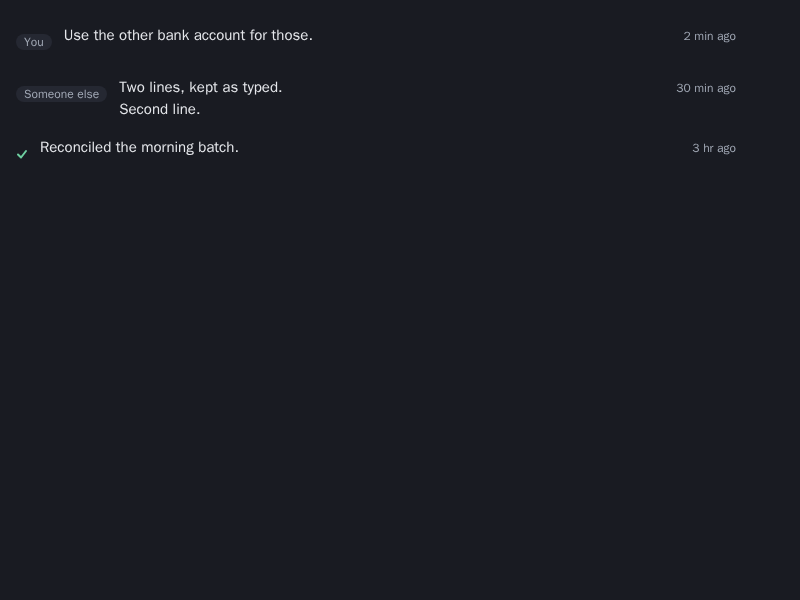 You Use the other bank account for those. 2 min ago
Someone else Two lines, kept as typed. 30 min ago
Second line.
Reconciled the morning batch. 3 hr ago